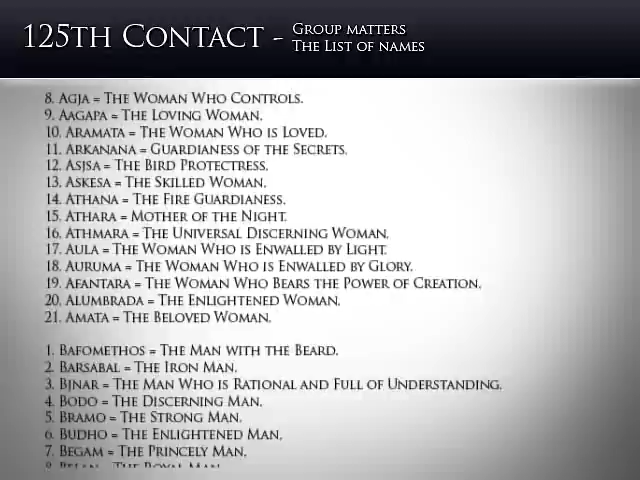 125th Contact - Group matters
The List of names
8. Agja = The Woman Who Controls.
9. Aagapa = The Loving Woman.
10. Aramata = The Woman Who is Loved.
11. Arkanana = Guardianess of the Secrets.
12. Asjsa = The Bird Protectress.
13. Askesa = The Skilled Woman.
14. Athana = The Fire Guardianess.
15. Athara = Mother of the Night.
16. Athmara = The Universal Discerning Woman.
17. Aula = The Woman Who is Enwalled by Light.
18. Auruma = The Woman Who is Enwalled by Glory.
19. Afantara = The Woman Who Bears the Power of Creation.
20. Alumbrada = The Enlightened Woman.
21. Amata = The Beloved Woman.
1. Bafomethos = The Man with the Beard.
2. Barsabal = The Iron Man.
3. Bjnar = The Man Who is Rational and Full of Understanding.
4. Bodo = The Discerning Man.
5. Bramo = The Strong Man.
6. Budho = The Enlightened Man.
7. Begam = The Princely Man.
8. = The Royal Man.